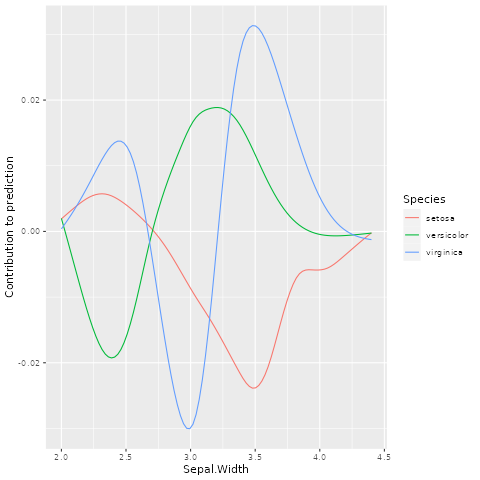 Contribution to prediction
0.02
0.00
-0.02
2.0 2.5 3.0 3.5 4.0 4.5
Sepal.Width
Species
setosa
versicolor
virginica